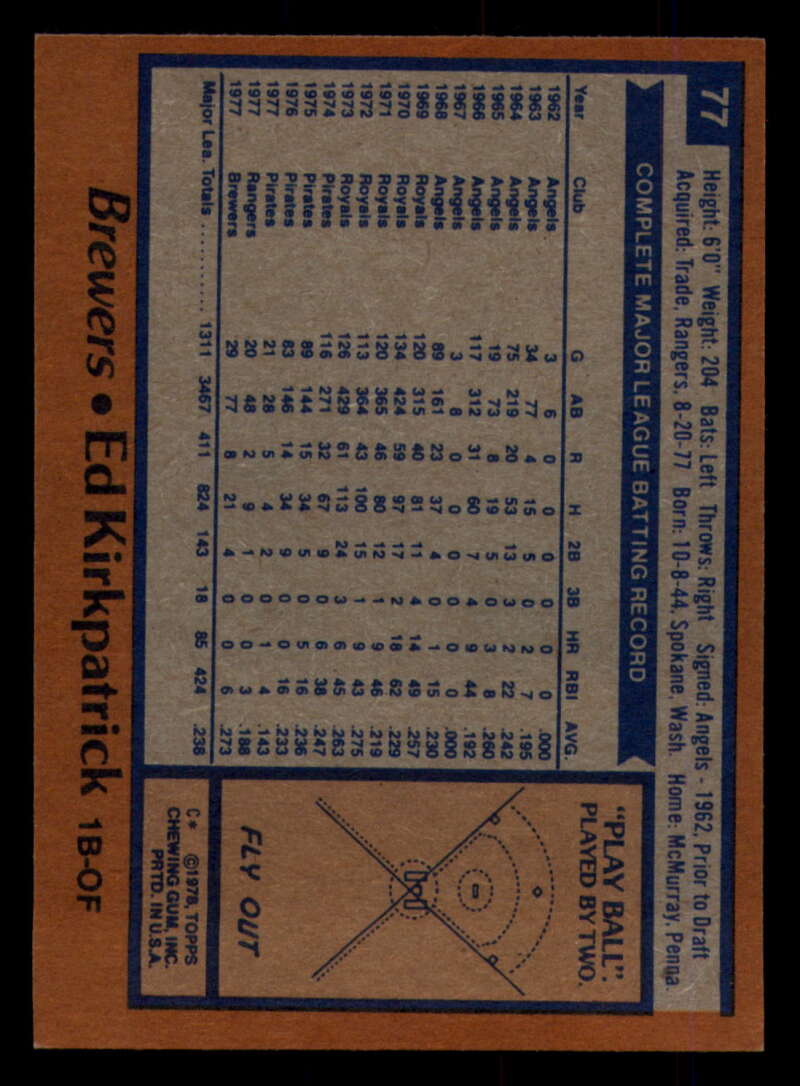 77
Height: 6'0" Weight: 204 Bats: Left Throws: Right Signed: Angels - 1962, Prior to Draft
Acquired: Trade, Rangers, 8-20-77 Born: 10-8-44, Spokane, Wash. Home: McMurray, Penna.
COMPLETE MAJOR LEAGUE BATTING RECORD
Year Club G AB R H 2B 3B HR RBI AVG.
1962 Angels 3 6 0 0 0 0 0 0 .000
1963 Angels 34 77 4 15 5 0 2 7 .195
1964 Angels 75 219 20 53 13 3 2 22 .242
1965 Angels 19 73 8 19 5 0 3 8 .260
1966 Angels 117 312 31 60 7 4 9 44 .192
1967 Angels 3 8 0 0 0 0 0 0 .000
1968 Angels 89 161 23 37 4 0 1 15 .230
1969 Royals 120 315 40 81 11 4 14 49 .257
1970 Royals 134 424 59 97 17 2 18 62 .229
1971 Royals 120 365 46 80 12 1 9 46 .219
1972 Royals 113 364 43 100 15 1 9 43 .275
1973 Royals 126 429 61 113 24 3 6 45 .263
1974 Pirates 116 271 32 67 9 0 6 38 .247
1975 Pirates 89 144 15 34 5 0 5 16 .236
1976 Pirates 83 146 14 34 9 0 0 16 .233
1977 Pirates 21 28 5 4 2 0 1 4 .143
1977 Rangers 20 48 2 9 1 0 0 3 .188
1977 Brewers 29 77 8 21 4 0 0 6 .273
Major Lea. Totals .......... 1311 3467 411 824 143 18 85 424 .238
"PLAY BALL".
PLAYED BY TWO.
FLY OUT
C* ©1978, TOPPS
CHEWING GUM, INC.
PRTD. IN U.S.A.
Brewers • Ed Kirkpatrick 1B-OF